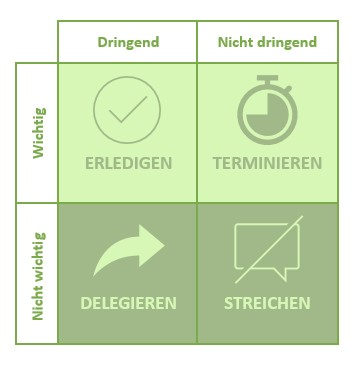 Dringend
Nicht dringend
Wichtig
ERLEDIGEN
TERMINIEREN
Nicht wichtig
DELEGIEREN
STREICHEN